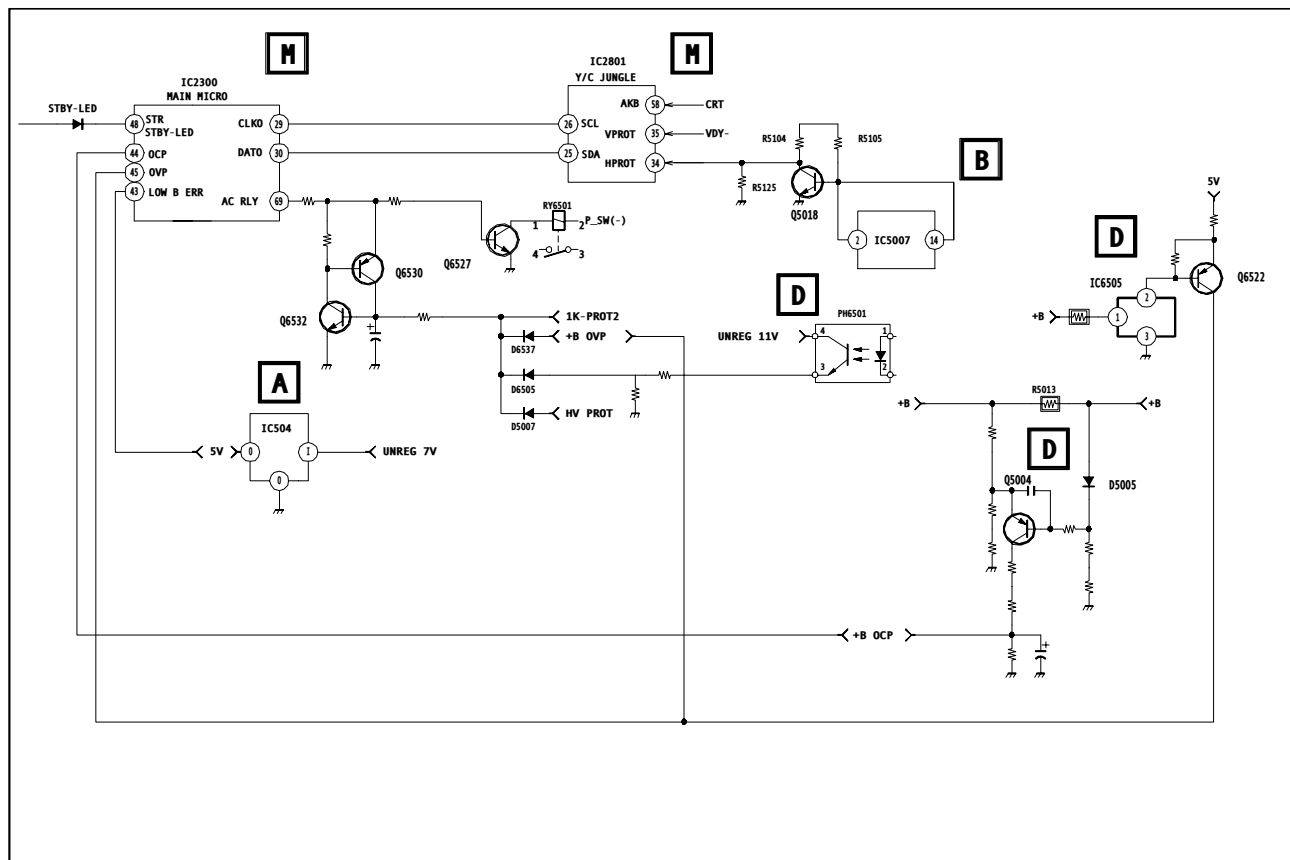 M
M
IC2300
MAIN MICRO
STBY-LED
48
STR
STBY-LED
44
OCP
45
OVP
43
LOW B ERR
CLKO
29
DATO
30
AC RLY
69
IC2801
Y/C JUNGLE
AKB
58
CRT
26
SCL
VPROT
35
VDY-
25
SDA
HPROT
34
R5104
R5105
R5125
Q5018
B
2
IC5007
14
RY6501
1
2
P_SW(-)
4
3
Q6527
Q6530
Q6532
1K-PROT2
+B OVP
D6537
D6505
D5007
HV PROT
D
UNREG 11V
PH6501
4
1
3
2
5V
D
IC6505
Q6522
2
+B
1
3
A
IC504
5V
O
I
O
UNREG 7V
+B
R5013
+B
D
Q5004
D5005
+
+
+B OCP